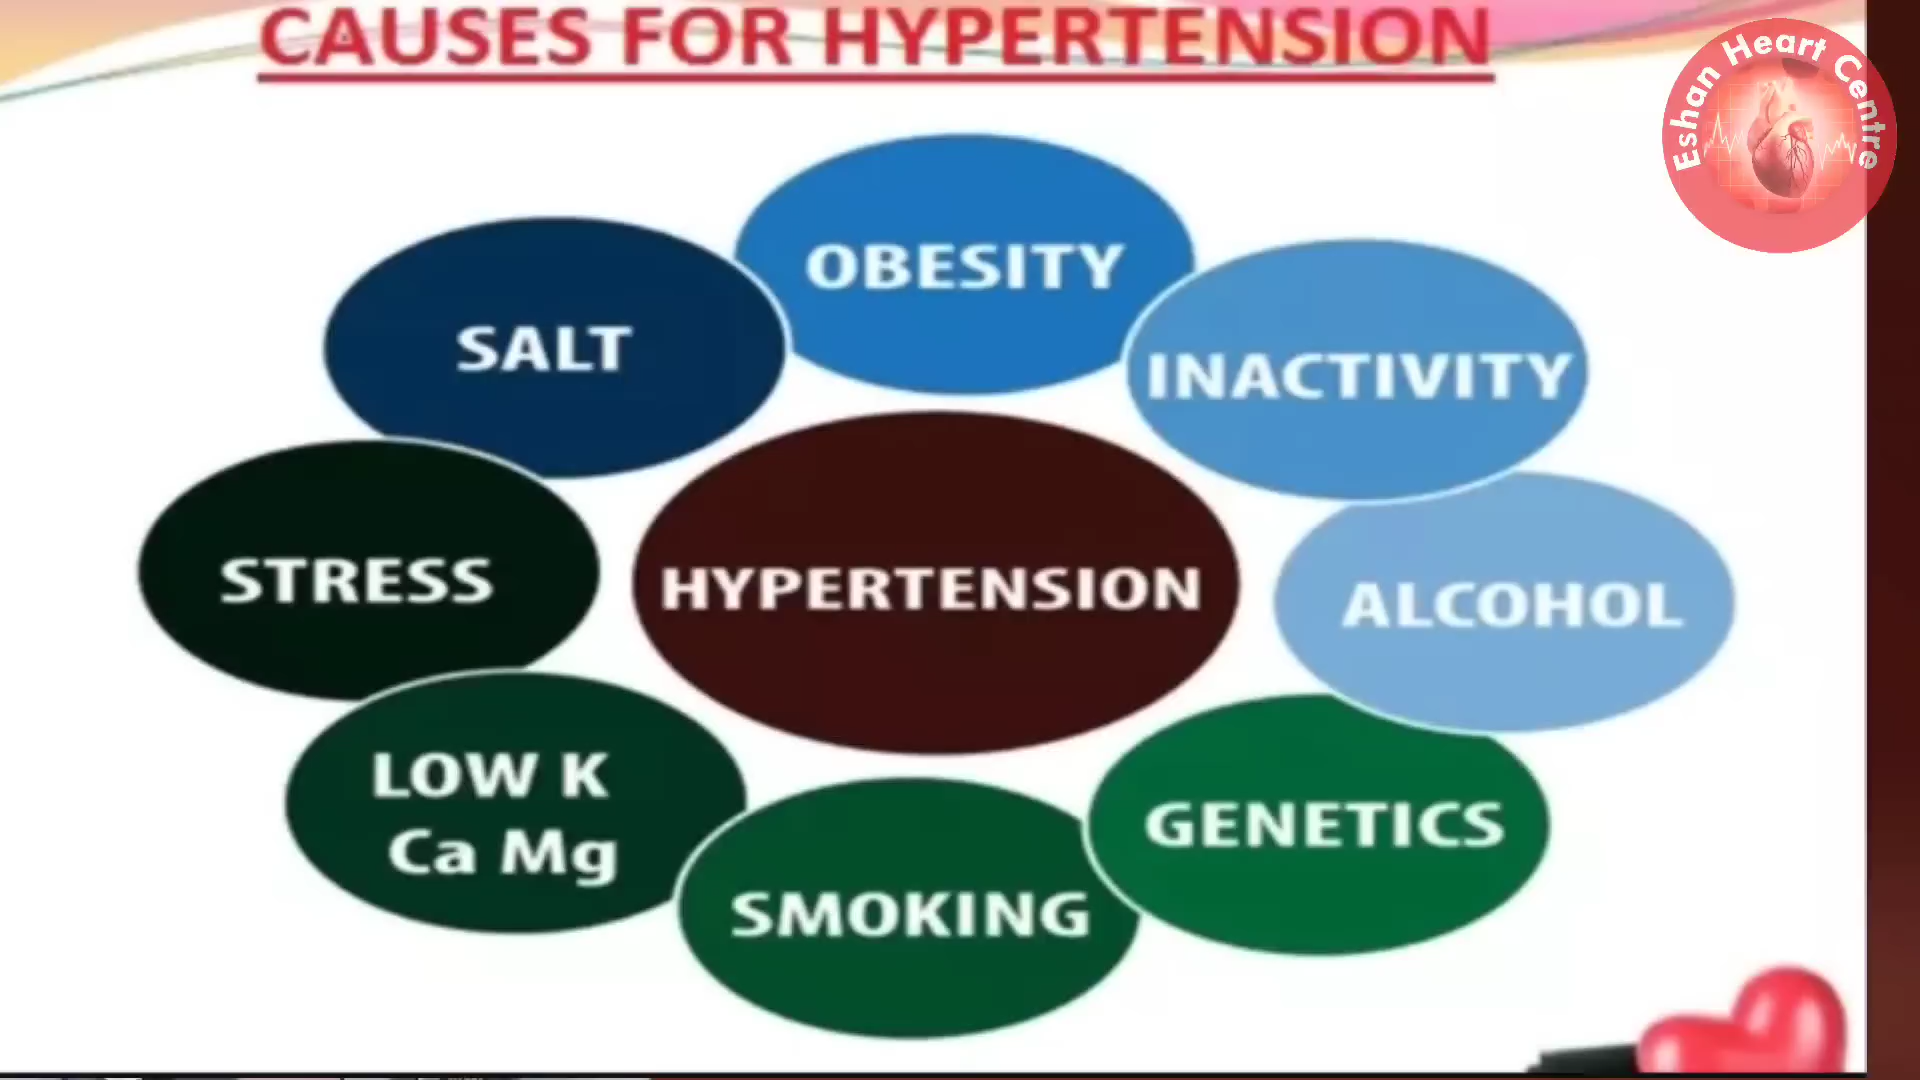 CAUSES FOR HYPERTENSION
Eshan Heart Centre
OBESITY
SALT
INACTIVITY
STRESS
HYPERTENSION
ALCOHOL
LOW K
Ca Mg
GENETICS
SMOKING